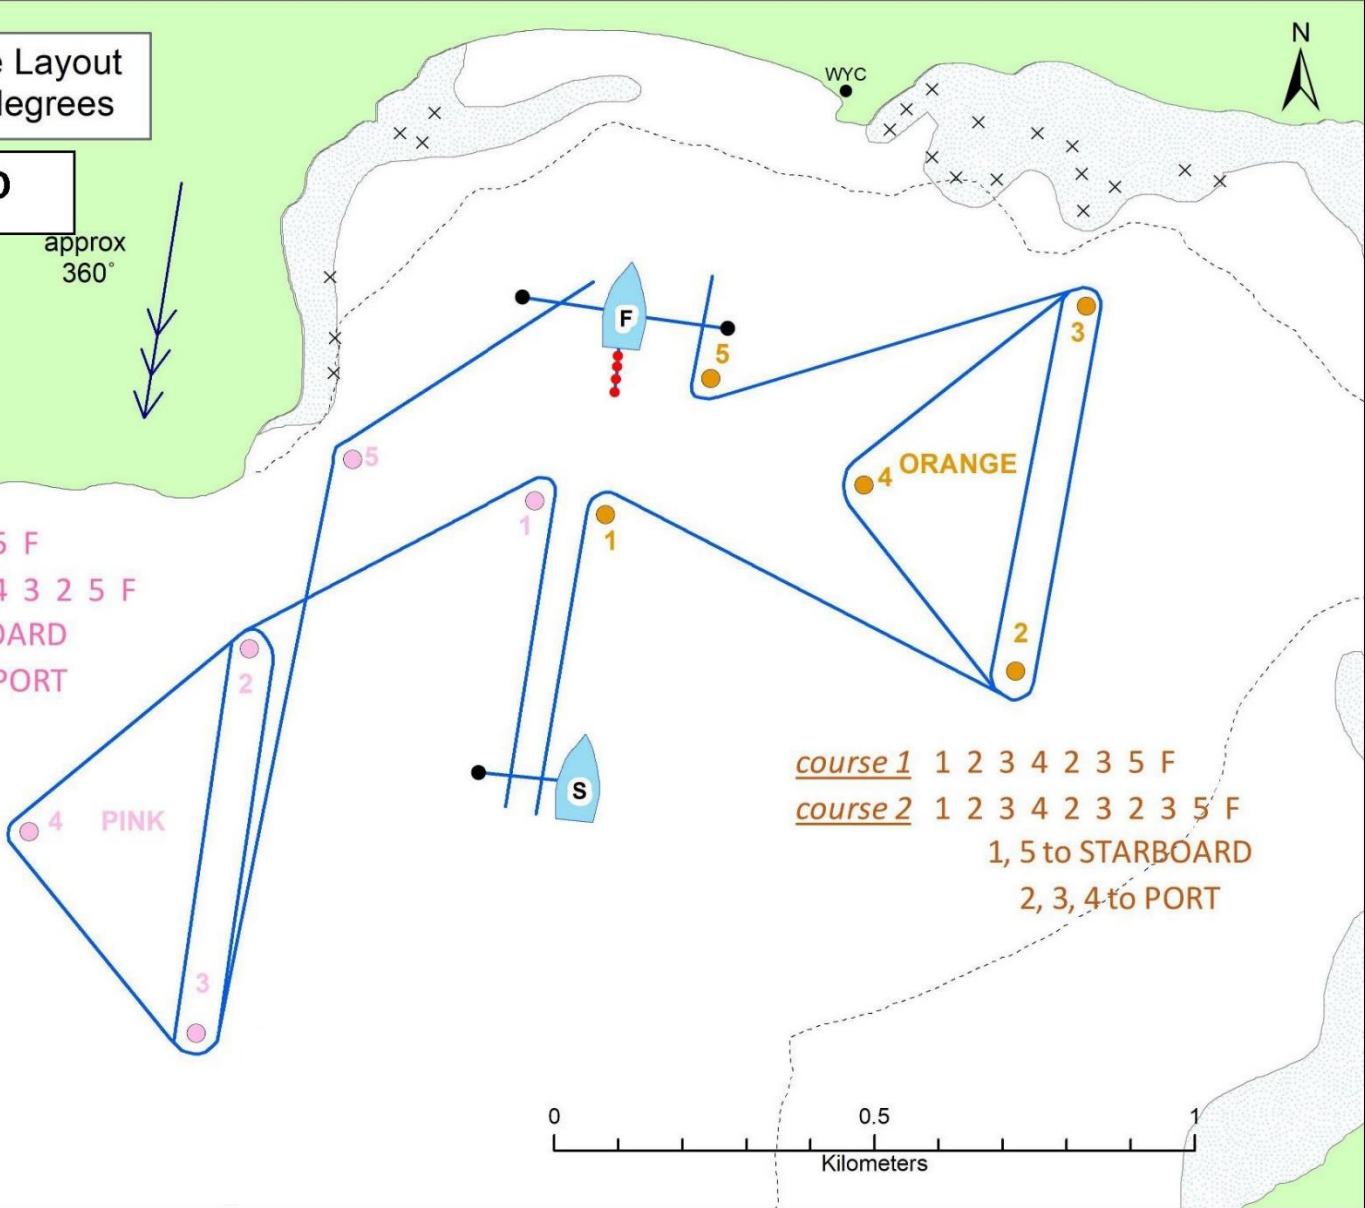 N
Layout
WYC
approx
360°
F
5
3
5
4 ORANGE
1
1
5 F
4 3 2 5 F
PORT
2
2
S
course 1 1 2 3 4 2 3 5 F
course 2 1 2 3 4 2 3 2 3 5 F
4 PINK
1, 5 to STARBOARD
2, 3, 4 to PORT
3
0 0.5 1
Kilometers